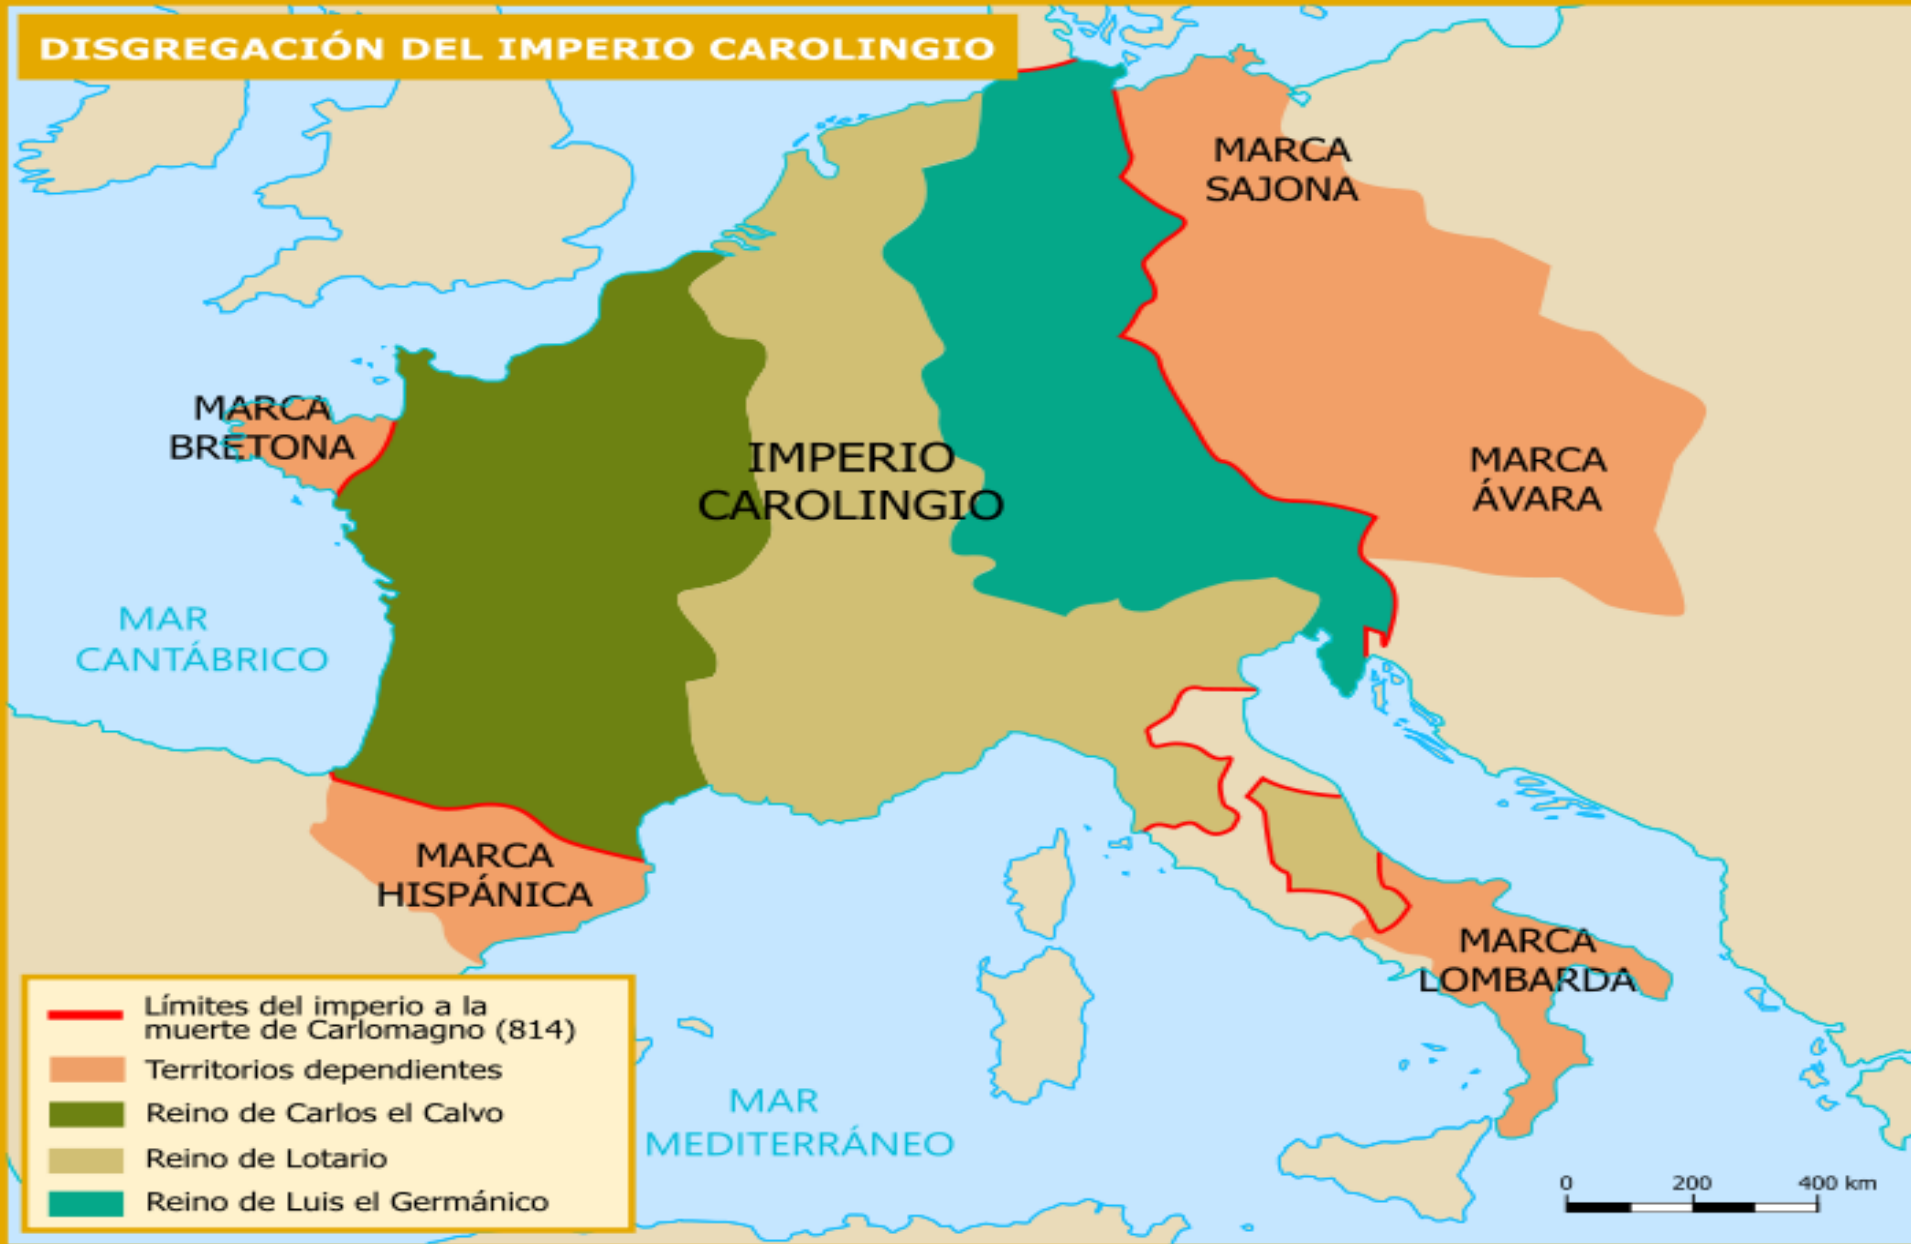 DISGREGACIÓN DEL IMPERIO CAROLINGIO
MARCA
SAJONA
MARCA
BRETONA
IMPERIO
CAROLINGIO
MARCA
ÁVARA
MAR
CANTÁBRICO
MARCA
HISPÁNICA
MARCA
LOMBARDA
Límites del imperio a la
muerte de Carlomagno (814)
Territorios dependientes
Reino de Carlos el Calvo
Reino de Lotario
Reino de Luis el Germánico
MAR
MEDITERRÁNEO
0 200 400 km